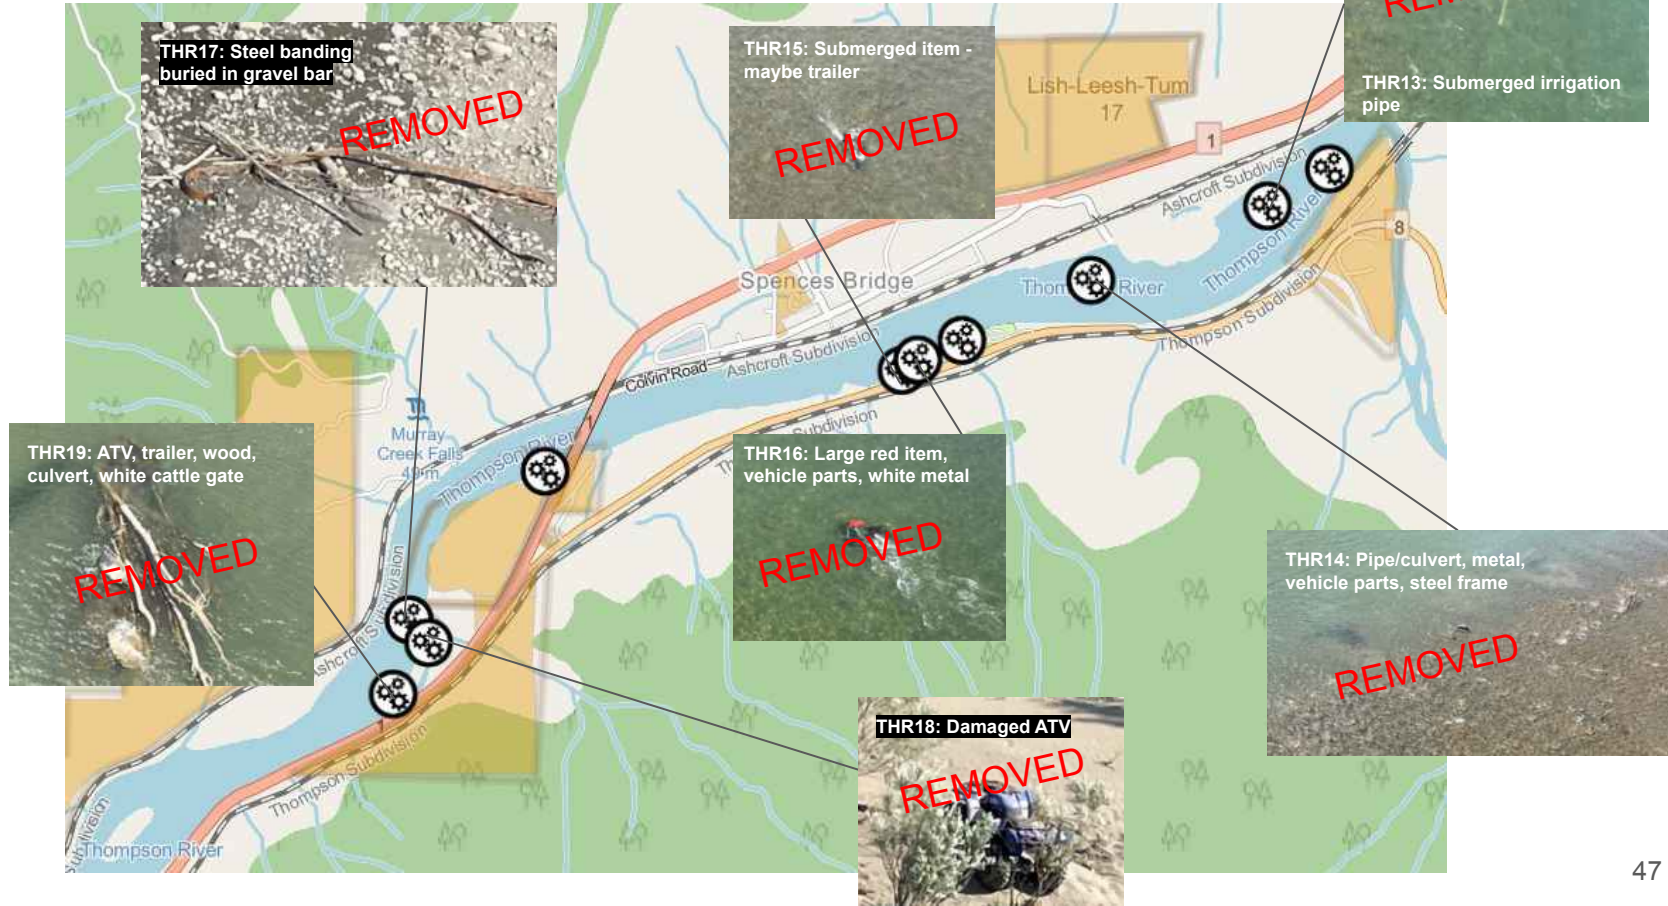 THR17: Steel banding
buried in gravel bar
REMOVED
THR15: Submerged item -
maybe trailer
REMOVED
THR13: Submerged irrigation
pipe
Lish-Leesh-Tum
17
1
Ashcroft Subdivision
Thompson River
8
Spences Bridge
Thompson Subdivision
Colvin Road
Ashcroft Subdivision
Murray
Creek Falls
49 m
Thompson River
1
THR19: ATV, trailer, wood,
culvert, white cattle gate
REMOVED
THR16: Large red item,
vehicle parts, white metal
REMOVED
THR14: Pipe/culvert, metal,
vehicle parts, steel frame
REMOVED
Ashcroft Subdivision
1
THR18: Damaged ATV
REMOVED
Thompson Subdivision
Thompson River
47